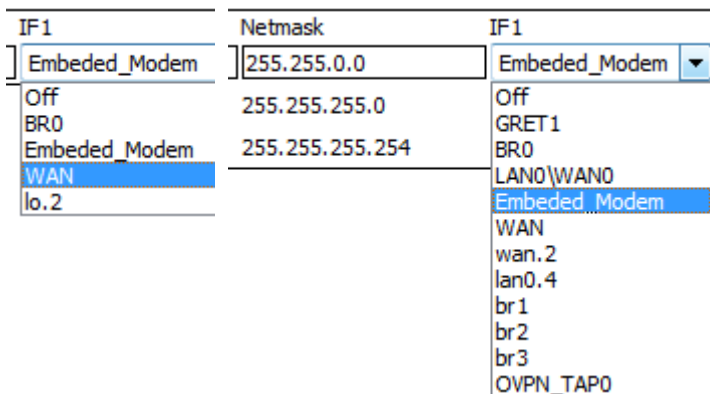 IF1
Embeded_Modem
Off
BR0
Embeded_Modem
WAN
lo.2
Netmask IF1
255.255.0.0 Embeded_Modem
255.255.255.0
255.255.255.254
Off
GRET1
BR0
LAN0\WAN0
Embeded_Modem
WAN
wan.2
lan0.4
br1
br2
br3
OVPN_TAP0